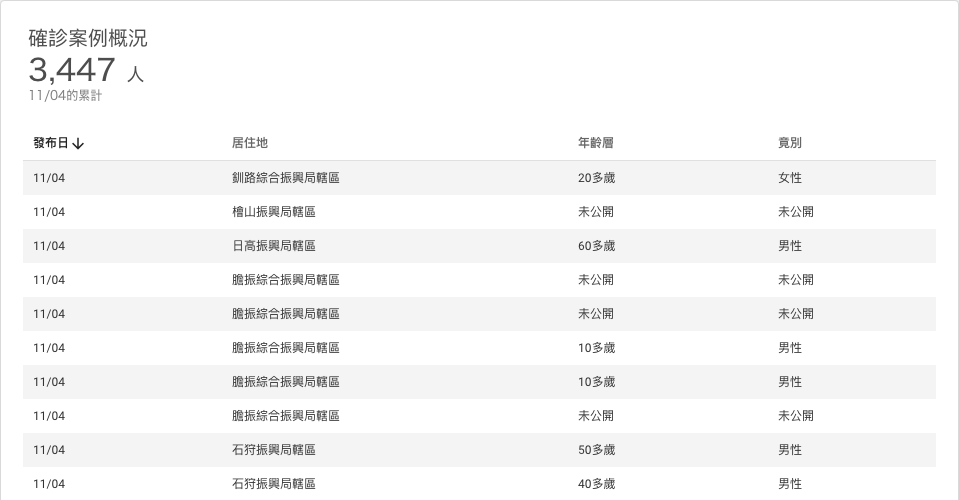 確診案例概況
3,447 人
11/04的累計
發布日↓ 居住地 年齡層 竟別
11/04 釧路綜合振興局轄區 20多歲 女性
11/04 檜山振興局轄區 未公開 未公開
11/04 日高振興局轄區 60多歲 男性
11/04 膽振綜合振興局轄區 未公開 未公開
11/04 膽振綜合振興局轄區 未公開 未公開
11/04 膽振綜合振興局轄區 10多歲 男性
11/04 膽振綜合振興局轄區 10多歲 男性
11/04 膽振綜合振興局轄區 未公開 未公開
11/04 石狩振興局轄區 50多歲 男性
11/04 石狩振興局轄區 40多歲 男性